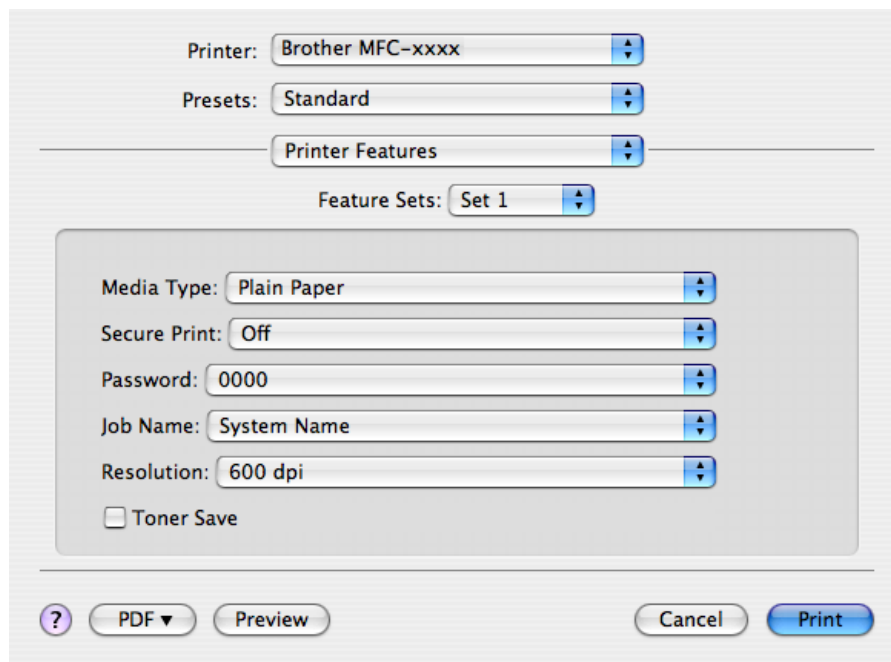 Printer: Brother MFC-xxxx
Presets: Standard
Printer Features
Feature Sets: Set 1
Media Type: Plain Paper
Secure Print: Off
Password: 0000
Job Name: System Name
Resolution: 600 dpi
Toner Save
? PDF ▼ Preview Cancel Print